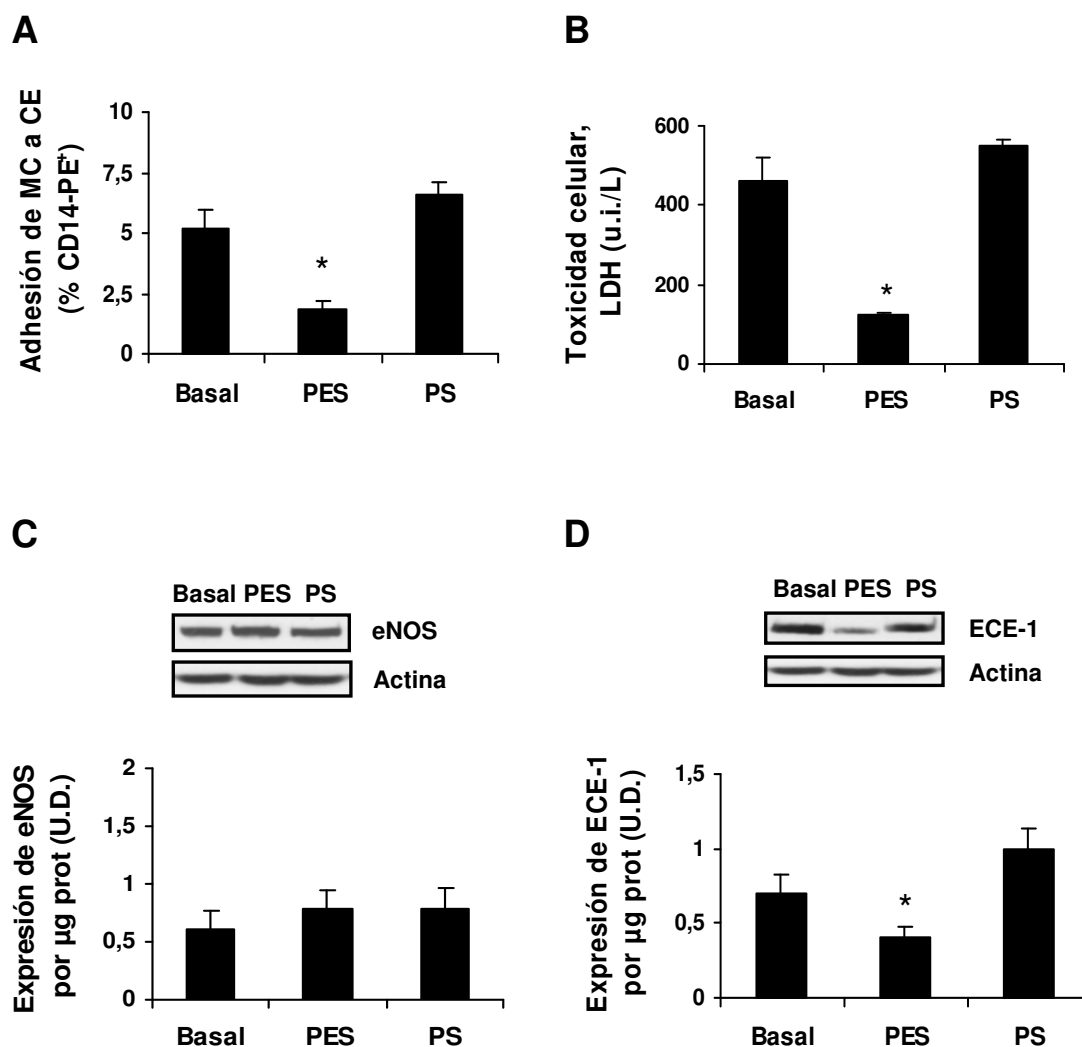 A
Adhesión de MC a CE
(% CD14-PE⁺)
10
7,5
5
2,5
0
*
Basal PES PS
B
Toxicidad celular,
LDH (u.i./L)
600
400
200
0
*
Basal PES PS
C
Basal PES PS
eNOS
Actina
Expresión de eNOS
por µg prot (U.D.)
2
1,5
1
0,5
0
Basal PES PS
D
Basal PES PS
ECE-1
Actina
Expresión de ECE-1
por µg prot (U.D.)
1,5
1
0,5
0
*
Basal PES PS